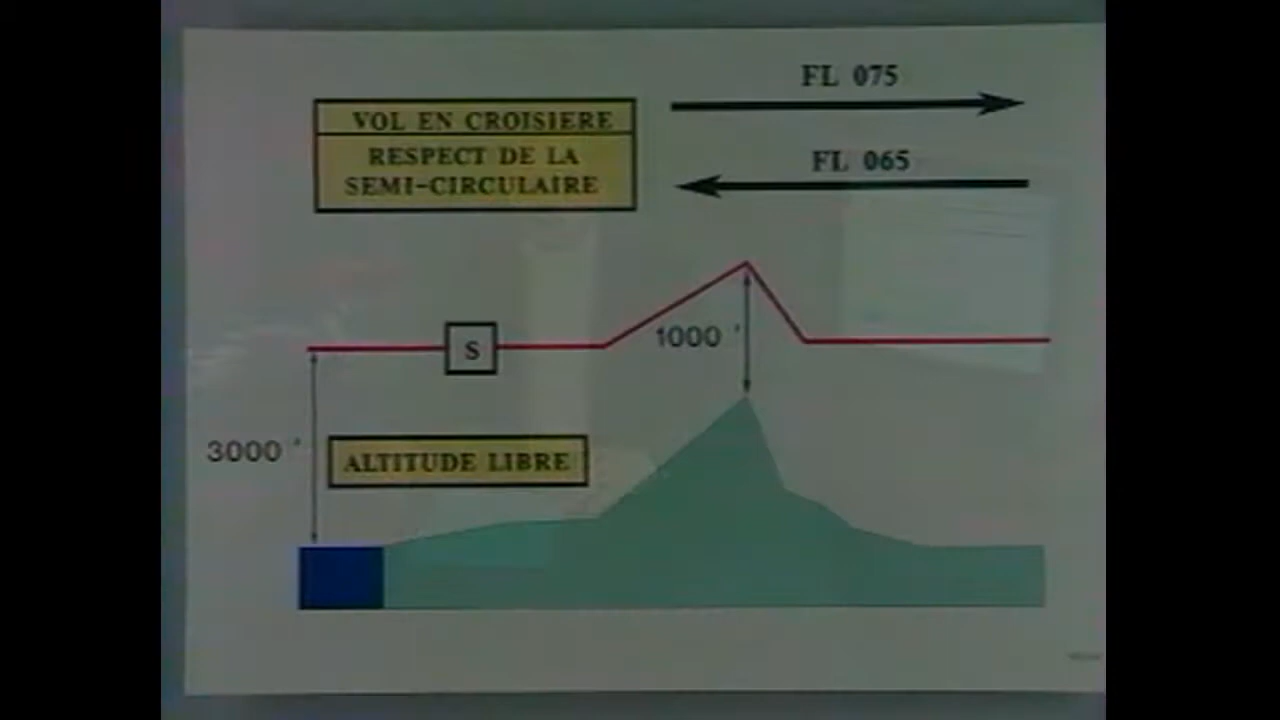 FL 075
VOL EN CROISIERE
RESPECT DE LA
SEMI-CIRCULAIRE
FL 065
1000 '
S
3000 '
ALTITUDE LIBRE